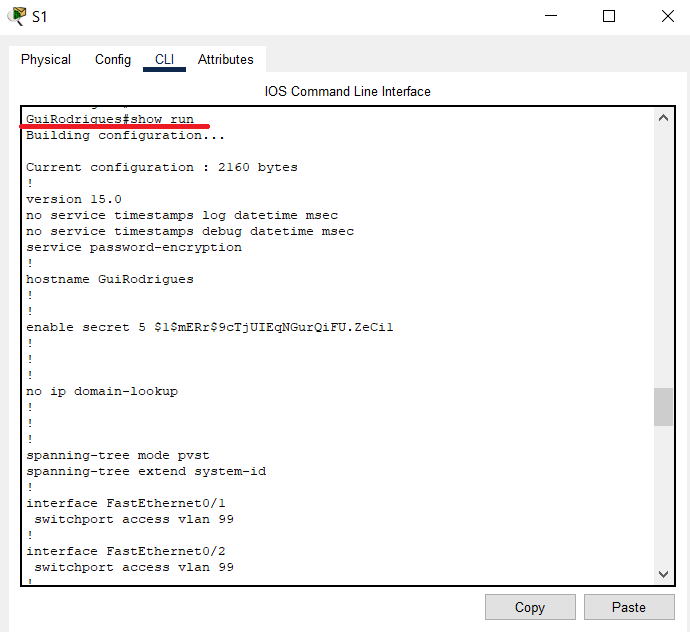 S1
Physical Config CLI Attributes
IOS Command Line Interface
GuiRodrigues#show run
Building configuration...
Current configuration : 2160 bytes
!
version 15.0
no service timestamps log datetime msec
no service timestamps debug datetime msec
service password-encryption
!
hostname GuiRodrigues
!
!
enable secret 5 $1$mERr$9cTjUIEqNGurQiFU.ZeCi1
!
!
!
no ip domain-lookup
!
!
!
spanning-tree mode pvst
spanning-tree extend system-id
!
interface FastEthernet0/1
switchport access vlan 99
!
interface FastEthernet0/2
switchport access vlan 99
!
Copy Paste